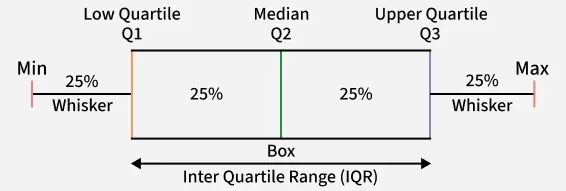 Low Quartile
Q1
Median
Q2
Upper Quartile
Q3
Min
25%
Whisker
25%
25%
25%
Whisker
Max
Box
Inter Quartile Range (IQR)